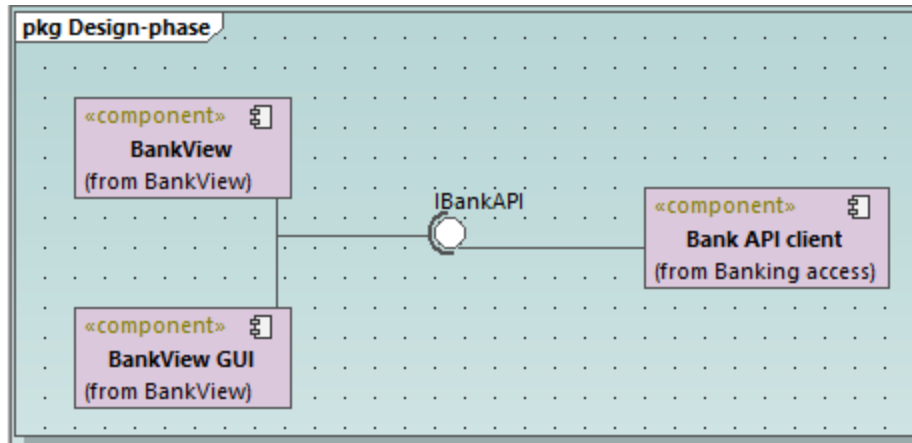 pkg Design-phase
«component»
BankView
(from BankView)
IBankAPI
«component»
Bank API client
(from Banking access)
«component»
BankView GUI
(from BankView)